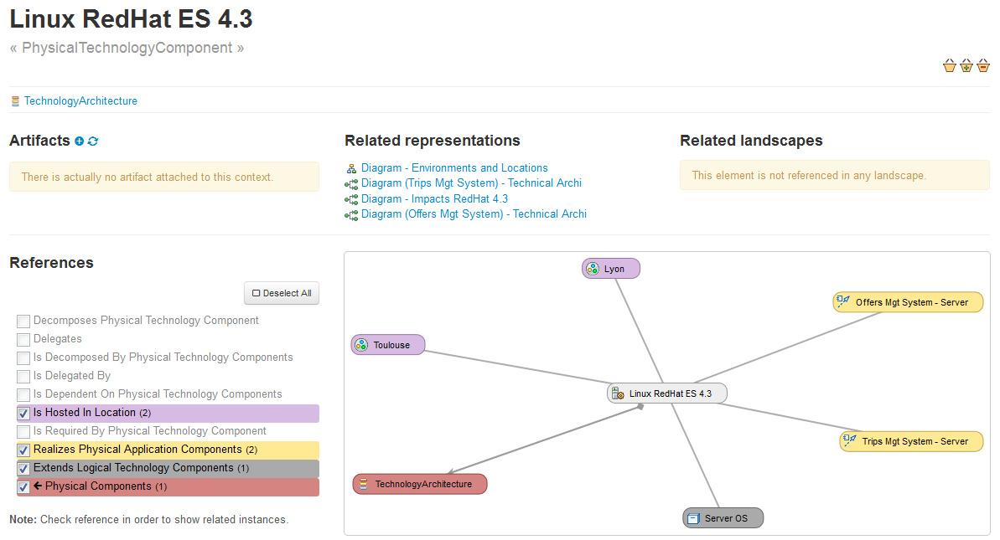 Linux RedHat ES 4.3
« PhysicalTechnologyComponent »
TechnologyArchitecture
Artifacts
There is actually no artifact attached to this context.
Related representations
Diagram - Environments and Locations
Diagram (Trips Mgt System) - Technical Archi
Diagram - Impacts RedHat 4.3
Diagram (Offers Mgt System) - Technical Archi
Related landscapes
This element is not referenced in any landscape.
References
Deselect All
Decomposes Physical Technology Component
Delegates
Is Decomposed By Physical Technology Components
Is Delegated By
Is Dependent On Physical Technology Components
Is Hosted In Location (2)
Is Required By Physical Technology Component
Realizes Physical Application Components (2)
Extends Logical Technology Components (1)
Physical Components (1)
Note: Check reference in order to show related instances.
Lyon
Offers Mgt System - Server
Toulouse
Linux RedHat ES 4.3
Trips Mgt System - Server
TechnologyArchitecture
Server OS